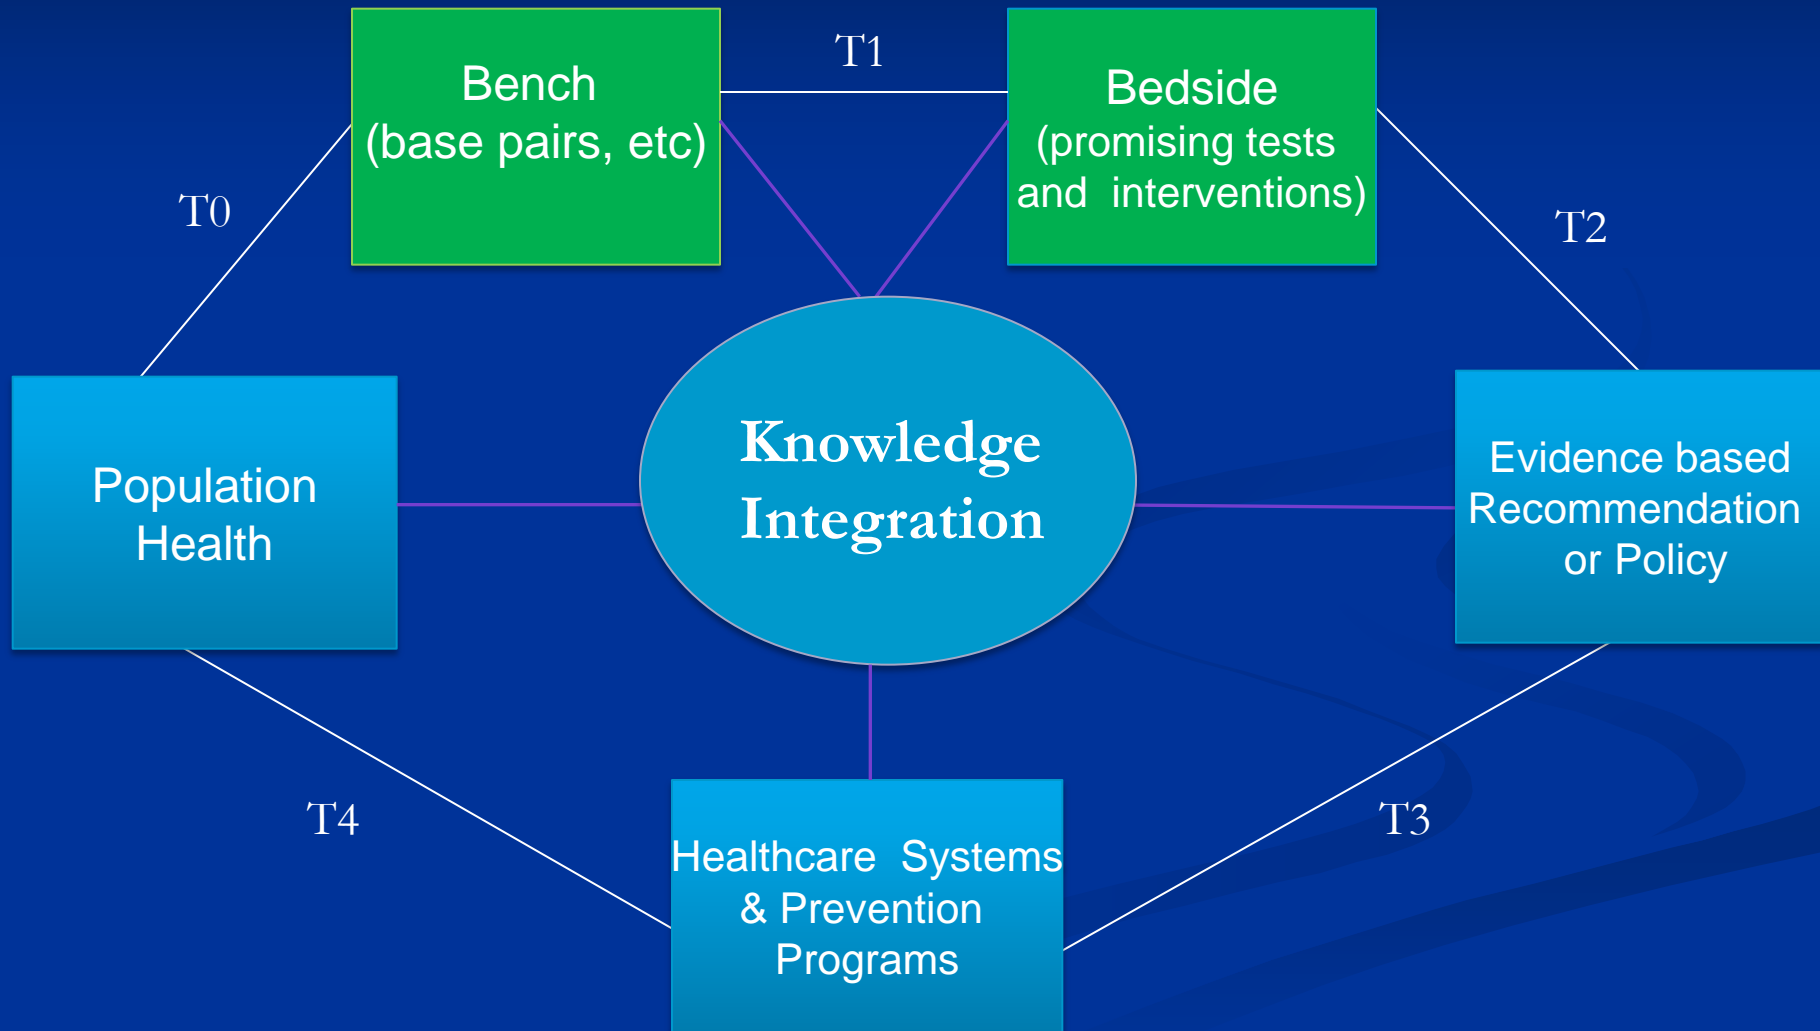 T1
Bench
(base pairs, etc)
Bedside
(promising tests
and interventions)
T0
T2
Knowledge
Integration
Population
Health
Evidence based
Recommendation
or Policy
T4
T3
Healthcare Systems
& Prevention
Programs